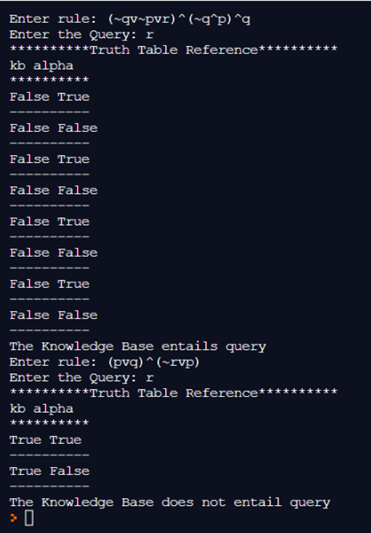 Enter rule: (~qv~pvr)^(~q^p)^q
Enter the Query: r
**********Truth Table Reference**********
kb alpha
**********
False True
----------
False False
----------
False True
----------
False False
----------
False True
----------
False False
----------
False True
----------
False False
----------
The Knowledge Base entails query
Enter rule: (pvq)^(~rvp)
Enter the Query: r
**********Truth Table Reference**********
kb alpha
**********
True True
----------
True False
----------
The Knowledge Base does not entail query
>